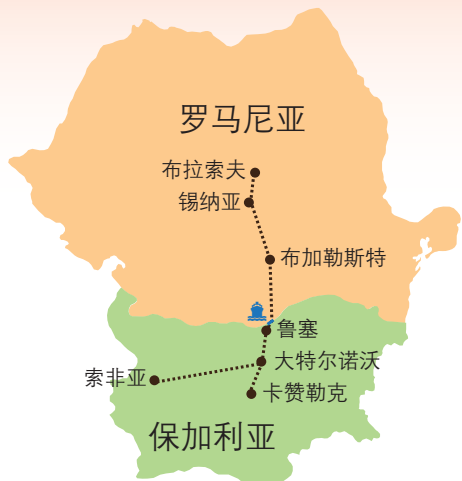 罗马尼亚
布拉索夫
锡纳亚
布加勒斯特
鲁塞
大特尔诺沃
索非亚
卡赞勒克
保加利亚